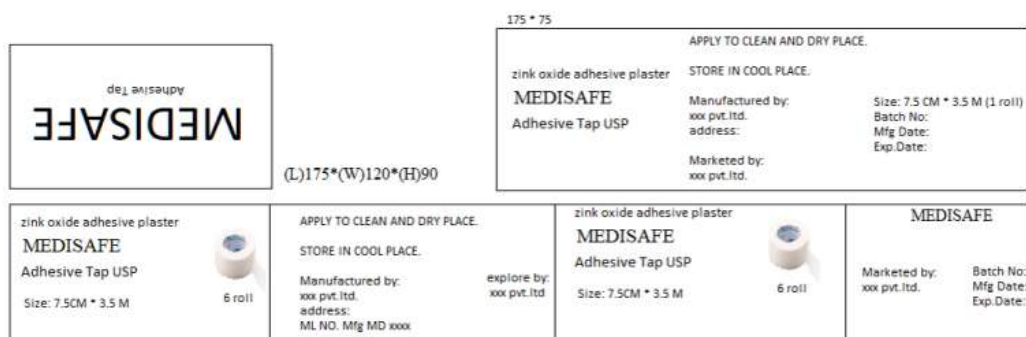 175 * 75
Adhesive Tap
MEDISAFE
(L)175*(W)120*(H)90
zink oxide adhesive plaster
MEDISAFE
Adhesive Tap USP
APPLY TO CLEAN AND DRY PLACE.
STORE IN COOL PLACE.
Manufactured by:
xxx pvt.ltd.
address:
Marketed by:
xxx pvt.ltd.
Size: 7.5 CM * 3.5 M (1 roll)
Batch No:
Mfg Date:
Exp.Date:
zink oxide adhesive plaster
MEDISAFE
Adhesive Tap USP
Size: 7.5CM * 3.5 M
6 roll
APPLY TO CLEAN AND DRY PLACE.
STORE IN COOL PLACE.
Manufactured by:
xxx pvt.ltd.
address:
ML NO. Mfg MD xxxx
explore by:
xxx pvt.ltd
zink oxide adhesive plaster
MEDISAFE
Adhesive Tap USP
Size: 7.5CM * 3.5 M
6 roll
MEDISAFE
Marketed by:
xxx pvt.ltd.
Batch No:
Mfg Date:
Exp.Date: